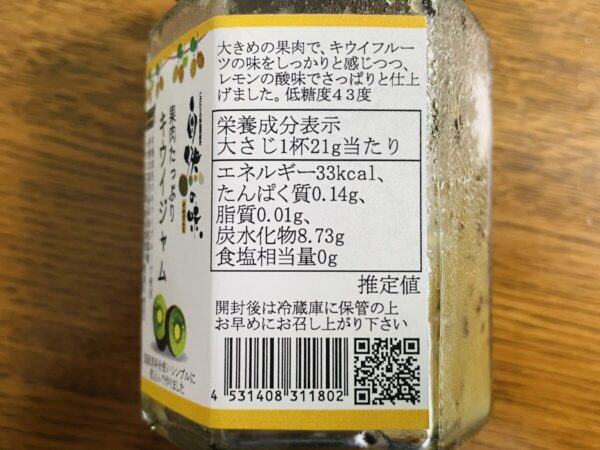 大きめの果肉で、キウイフルー
ツの味をしっかりと感じつつ、
レモンの酸味でさっぱりと仕上
げました。低糖度43度
栄養成分表示
大さじ1杯21g当たり
エネルギー33kcal、
たんぱく質0.14g、
脂質0.01g、
炭水化物8.73g
食塩相当量0g
推定値
開封後は冷蔵庫に保管の上
お早めにお召し上がり下さい
4 531408 311802
自然の味
果肉たっぷり
キウイジャム